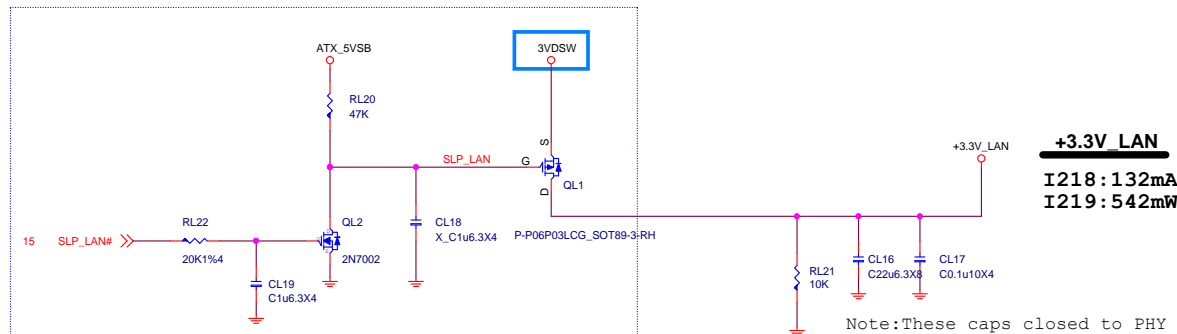 ATX_5VSB
3VDSW
RL20
47K
S
SLP_LAN
G
QL1
D
+3.3V_LAN
+3.3V_LAN
I218:132mA
I219:542mW
15
SLP_LAN#
RL22
20K1%4
QL2
2N7002
CL18
X_C1u6.3X4
P-P06P03LCG_SOT89-3-RH
CL19
C1u6.3X4
RL21
10K
CL16
C22u6.3X8
CL17
C0.1u10X4
Note:These caps closed to PHY